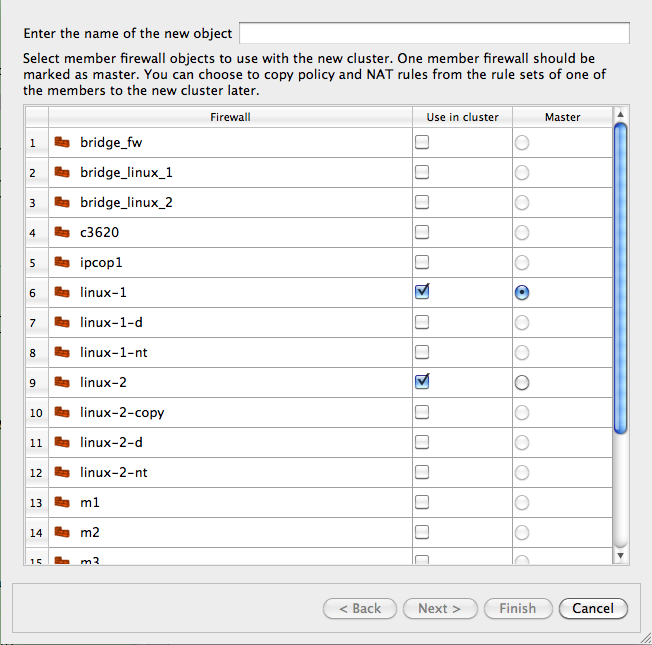 Enter the name of the new object
Select member firewall objects to use with the new cluster. One member firewall should be
marked as master. You can choose to copy policy and NAT rules from the rule sets of one of
the members to the new cluster later.
Firewall Use in cluster Master
1 bridge_fw
2 bridge_linux_1
3 bridge_linux_2
4 c3620
5 ipcop1
6 linux-1
7 linux-1-d
8 linux-1-nt
9 linux-2
10 linux-2-copy
11 linux-2-d
12 linux-2-nt
13 m1
14 m2
15 m3
< Back Next > Finish Cancel